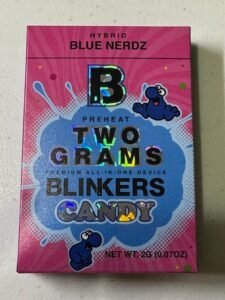 HYBRID
BLUE NERDZ
B
PREHEAT
TWO
GRAMS
PREMIUM ALL-IN-ONE DEVICE
BLINKERS
CANDY
NET WT. 2G (0.07OZ)